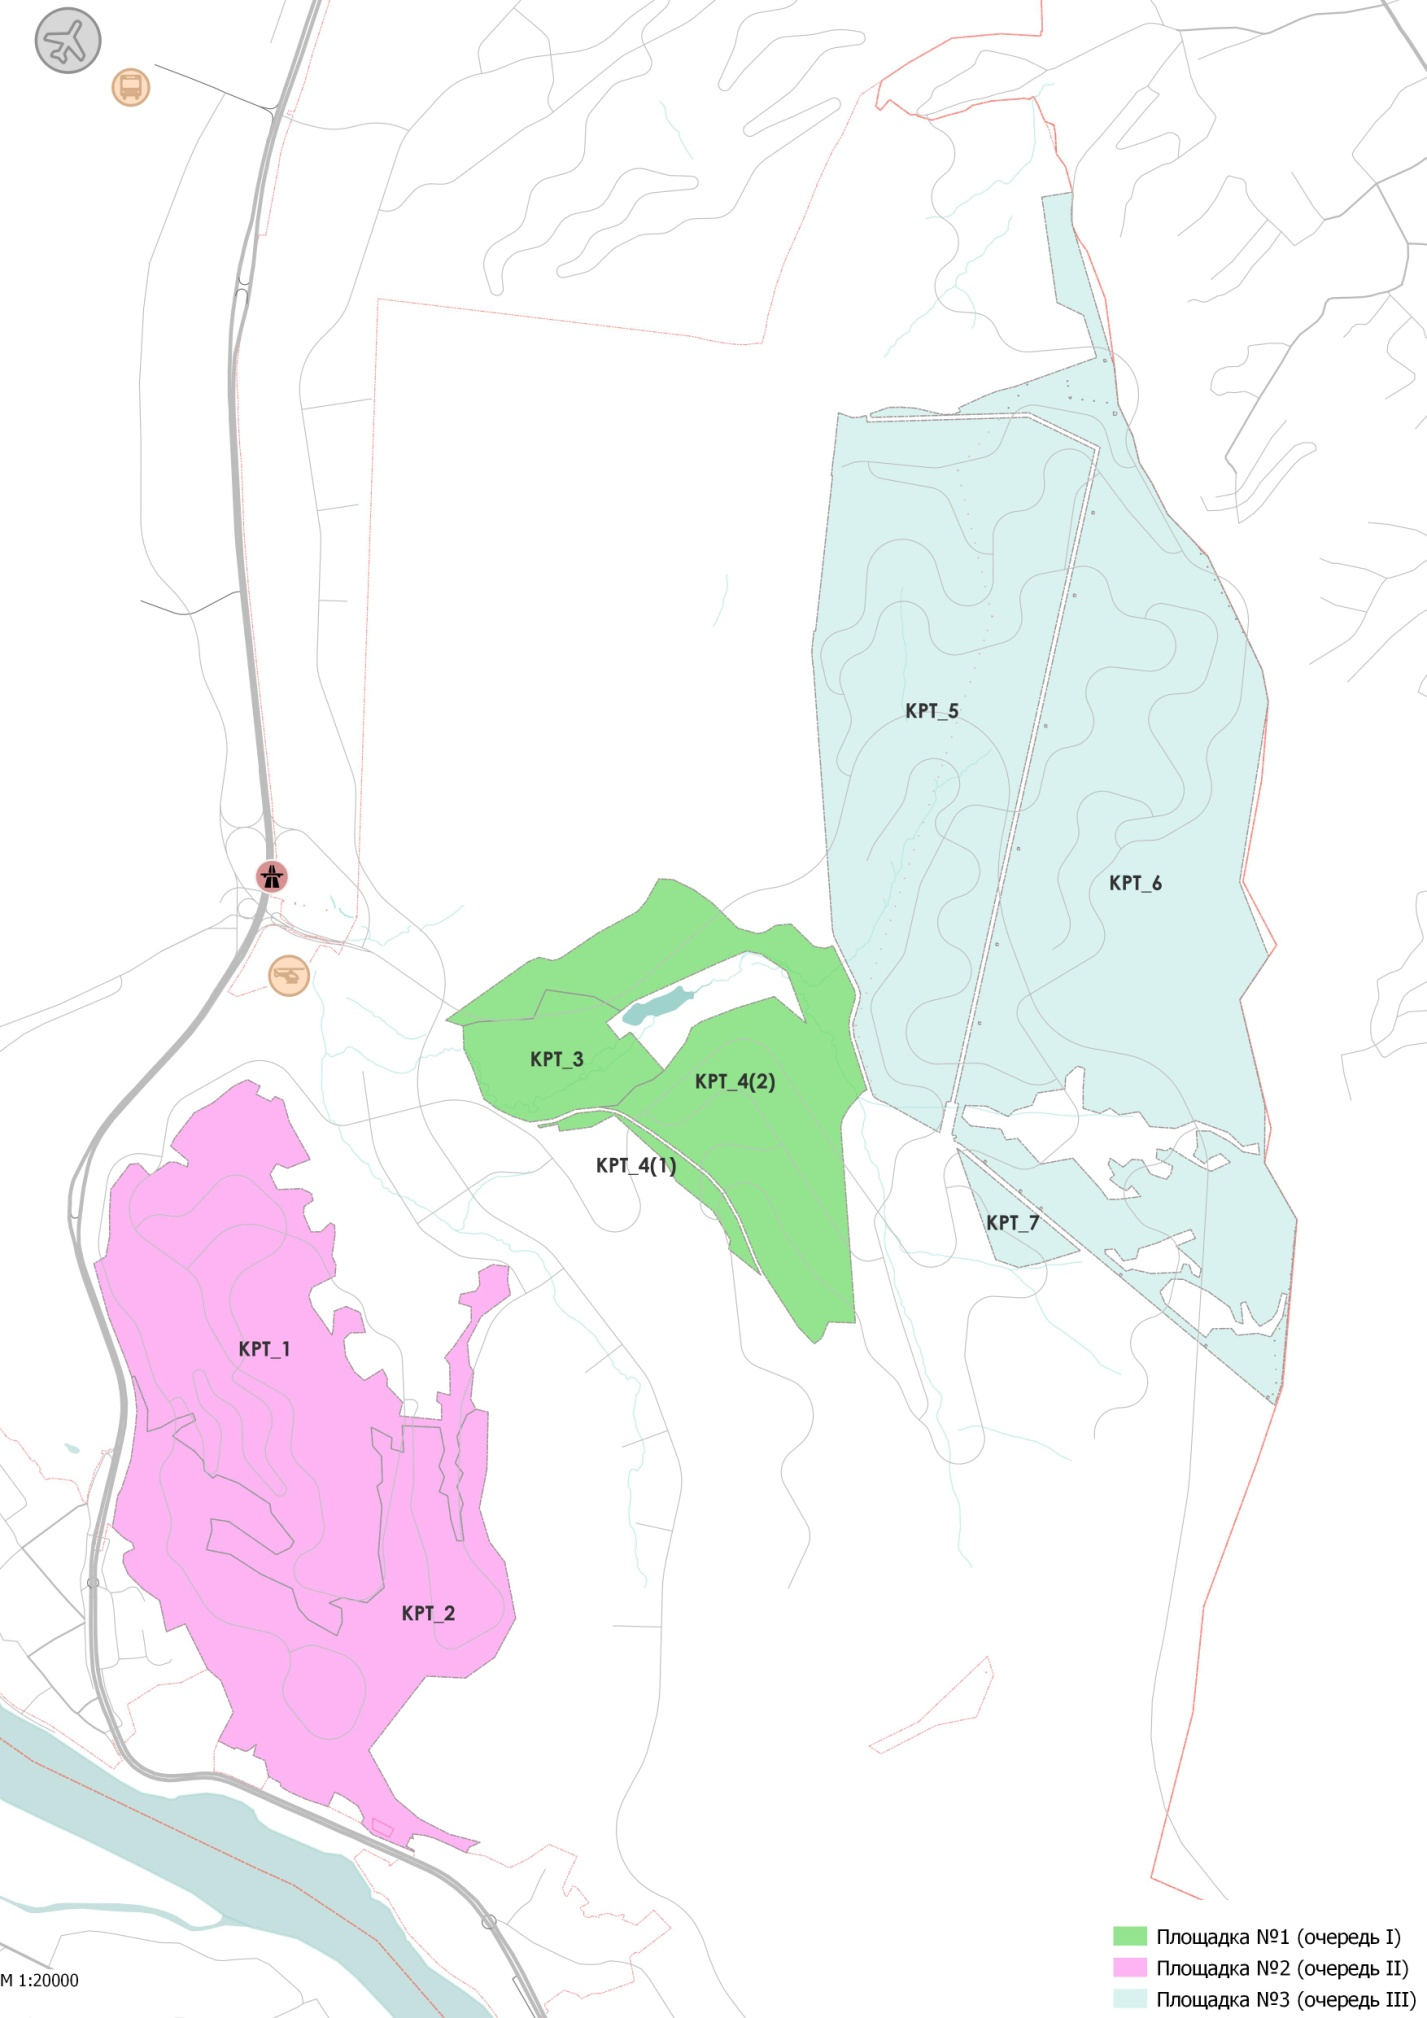 КРТ_5
КРТ_6
КРТ_3
КРТ_4(2)
КРТ_4(1)
КРТ_7
КРТ_1
КРТ_2
Площадка №1 (очередь I)
Площадка №2 (очередь II)
М 1:20000
Площадка №3 (очередь III)